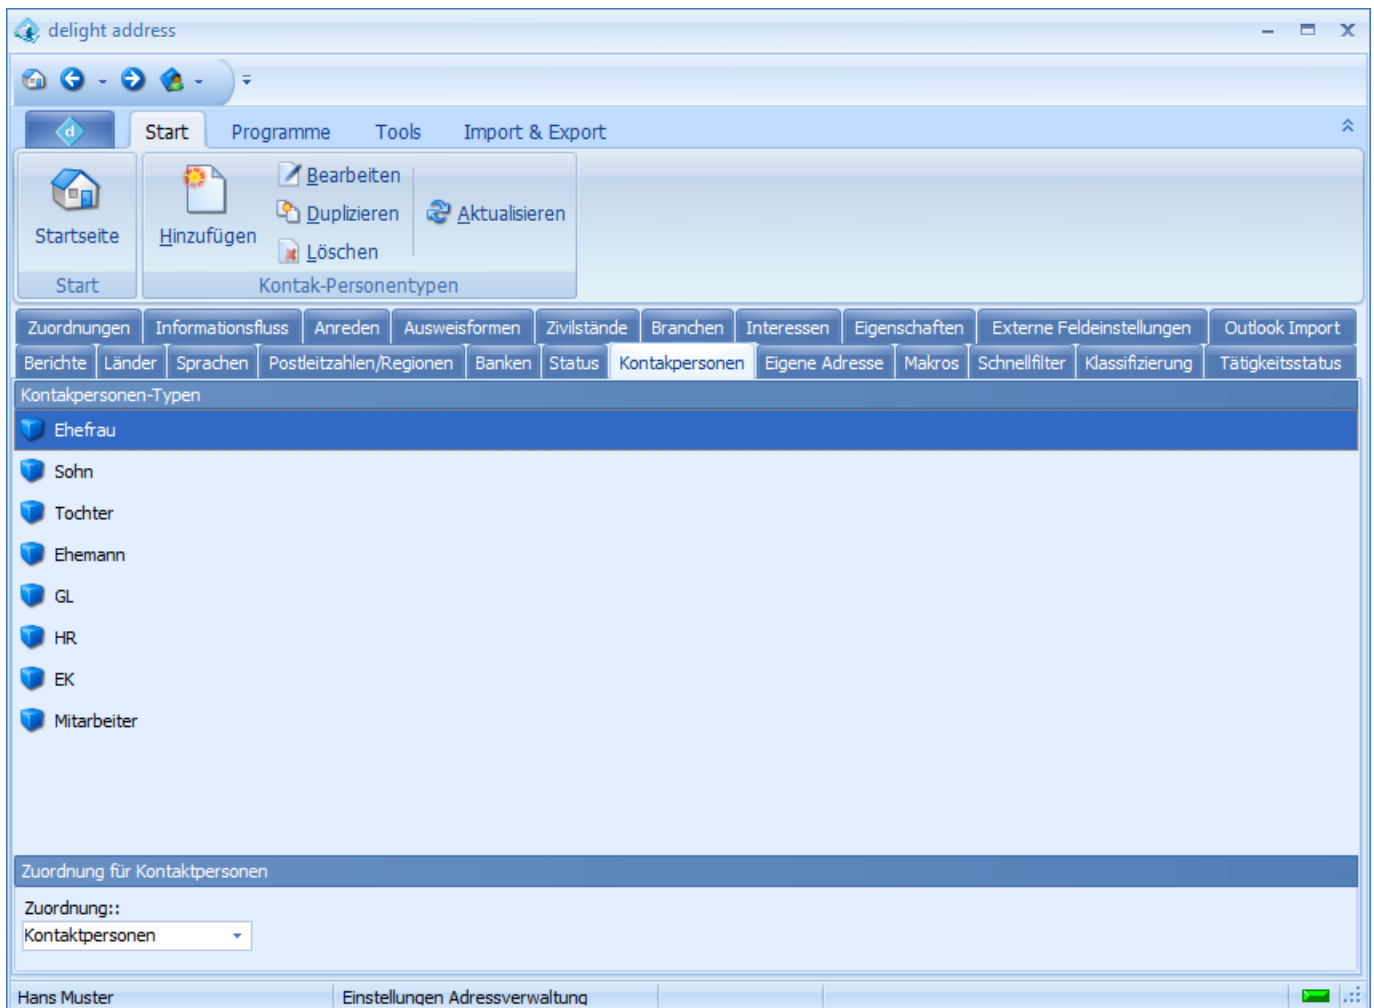 delight address
d
Start Programme Tools Import & Export
Startseite
Hinzufügen
Bearbeiten
Duplizieren
Löschen
Aktualisieren
Start
Kontak-Personentypen
Zuordnungen Informationsfluss Anreden Ausweisformen Zivilstände Branchen Interessen Eigenschaften Externe Feldeinstellungen Outlook Import
Berichte Länder Sprachen Postleitzahlen/Regionen Banken Status Kontakpersonen Eigene Adresse Makros Schnellfilter Klassifizierung Tätigkeitsstatus
Kontakpersonen-Typen
Ehefrau
Sohn
Tochter
Ehemann
GL
HR
EK
Mitarbeiter
Zuordnung für Kontaktpersonen
Zuordnung::
Kontaktpersonen
Hans Muster Einstellungen Adressverwaltung